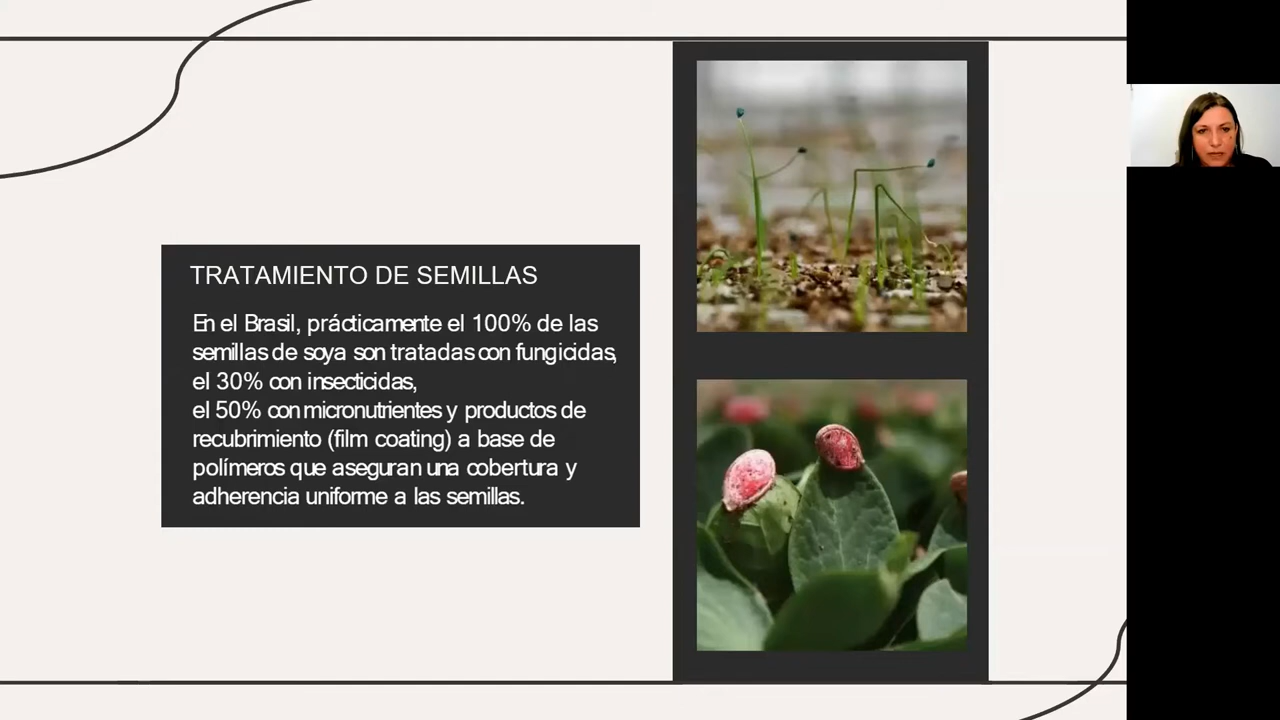 TRATAMIENTO DE SEMILLAS
En el Brasil, prácticamente el 100% de las
semillas de soya son tratadas con fungicidas,
el 30% con insecticidas,
el 50% con micronutrientes y productos de
recubrimiento (film coating) a base de
polímeros que aseguran una cobertura y
adherencia uniforme a las semillas.